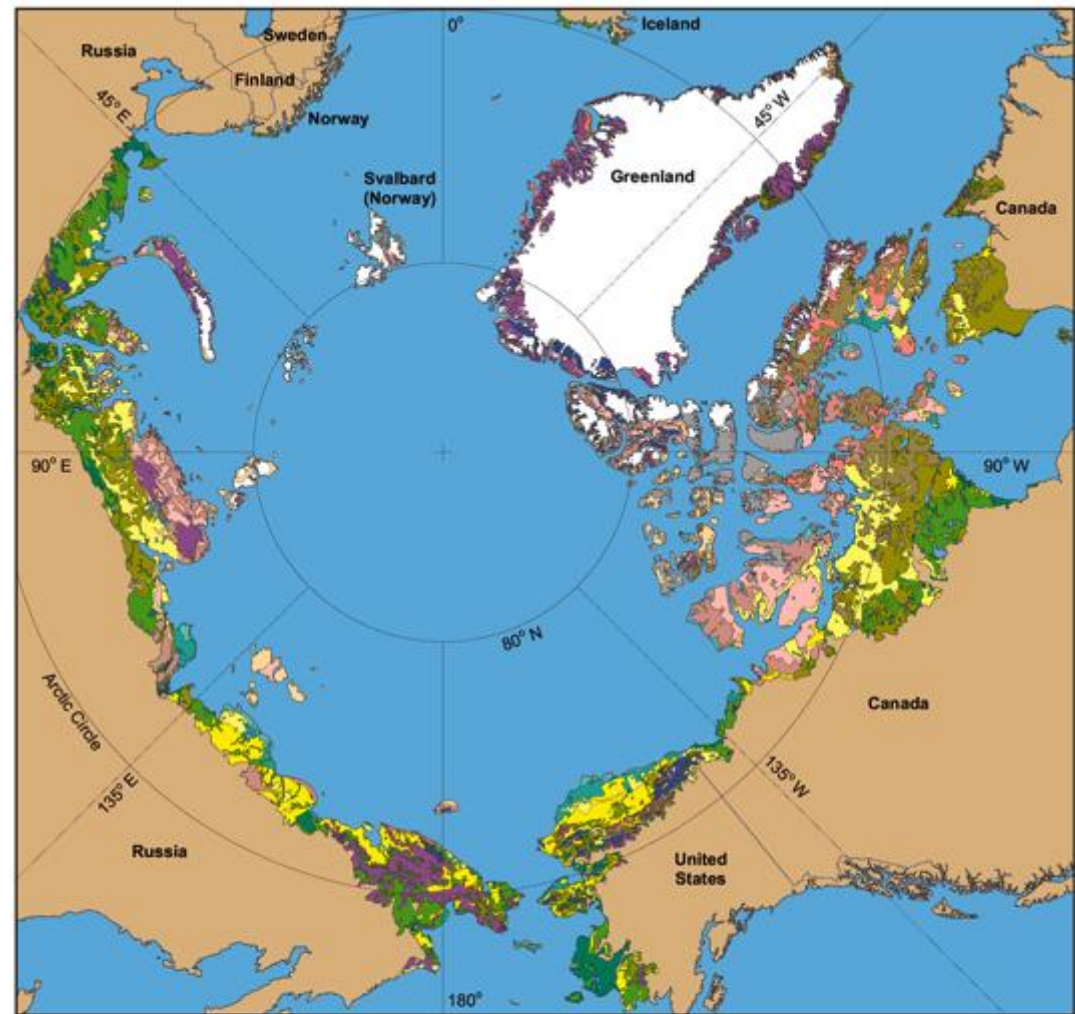 Iceland
0°
Sweden
Russia
Finland
45° E
Norway
45° W
Svalbard
(Norway)
Greenland
Canada
90° E
90° W
80° N
Arctic Circle
Canada
135° E
135° W
Russia
United
States
180°